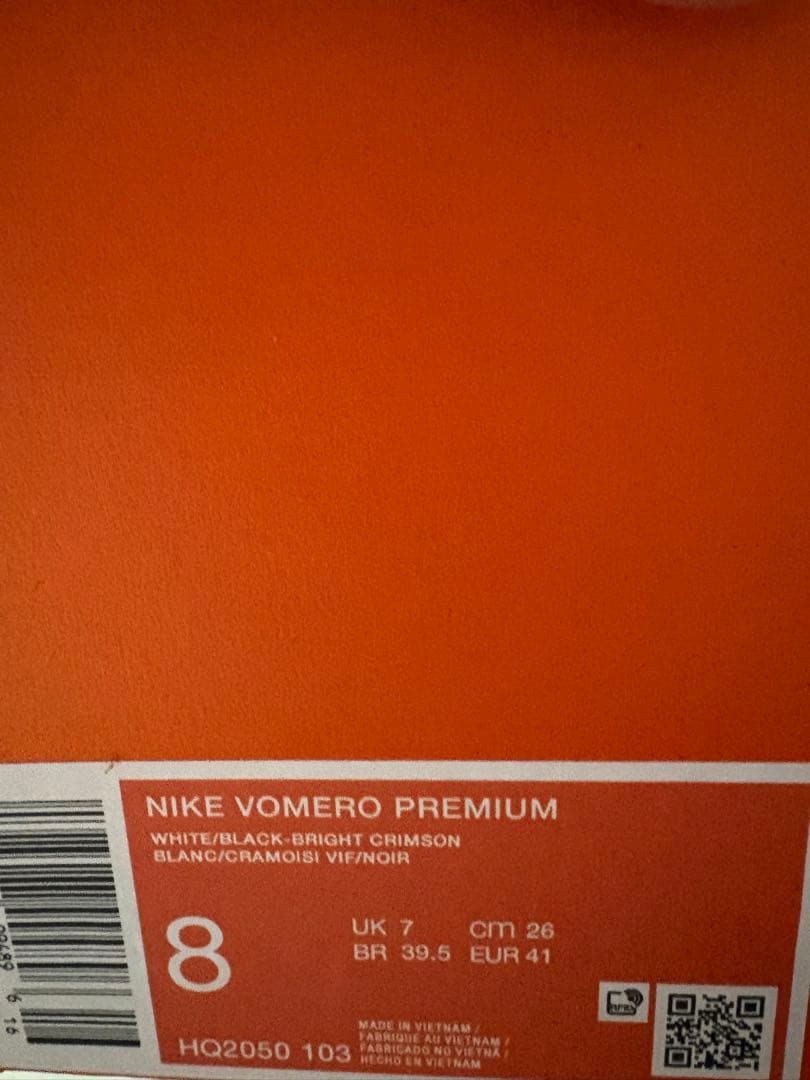 NIKE VOMERO PREMIUM
WHITE/BLACK-BRIGHT CRIMSON
BLANC/CRAMOISI VIF/NOIR
8
UK 7 cm 26
BR 39.5 EUR 41
HQ2050 103
MADE IN VIETNAM /
FABRIQUÉ AU VIETNAM /
FABRICADO NO VIETNÃ /
HECHO EN VIETNAM